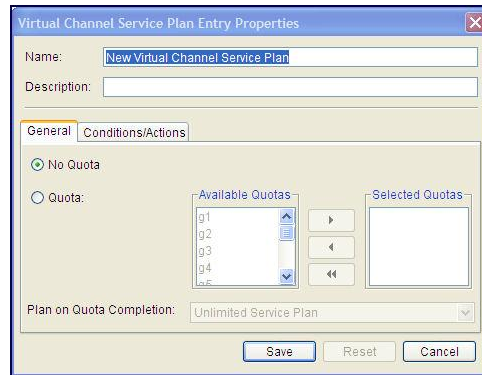 Virtual Channel Service Plan Entry Properties
Name: New Virtual Channel Service Plan
Description:
General Conditions/Actions
No Quota
Quota:
Available Quotas
Selected Quotas
g1
g2
g3
g4
g5
Plan on Quota Completion: Unlimited Service Plan
Save Reset Cancel